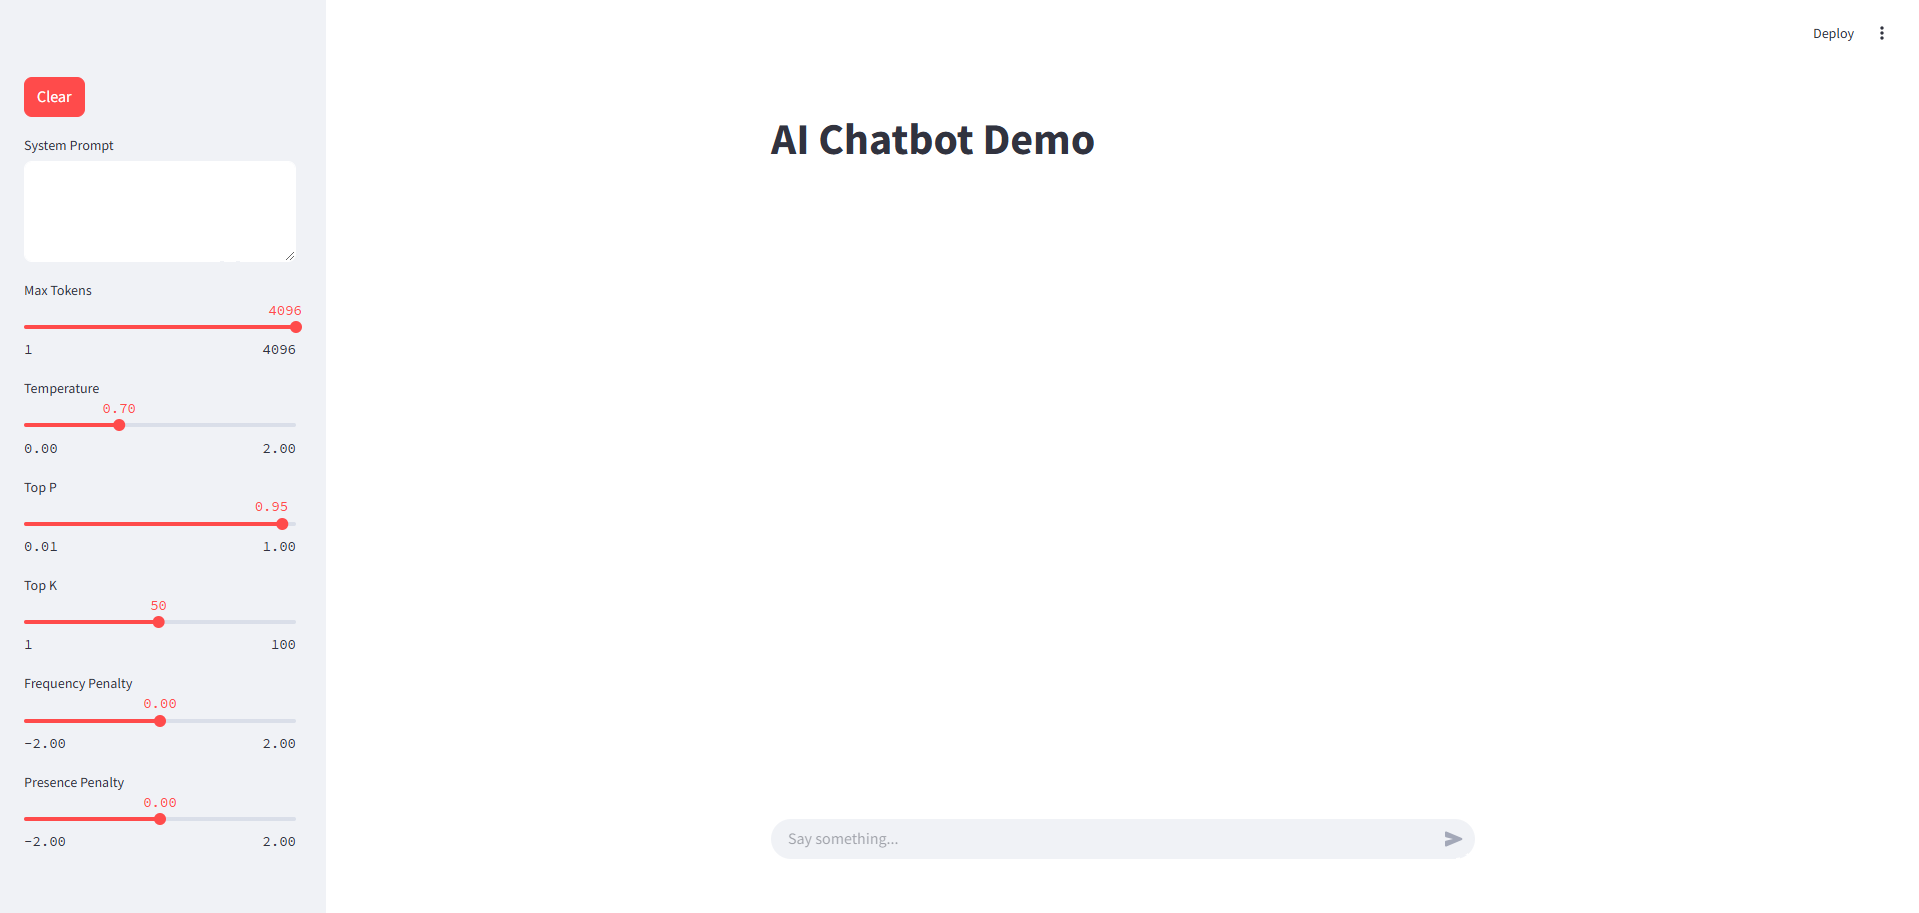 Deploy
Clear
System Prompt
Max Tokens
4096
1 4096
Temperature
0.70
0.00 2.00
Top P
0.95
0.01 1.00
Top K
50
1 100
Frequency Penalty
0.00
-2.00 2.00
Presence Penalty
0.00
-2.00 2.00
AI Chatbot Demo
Say something...